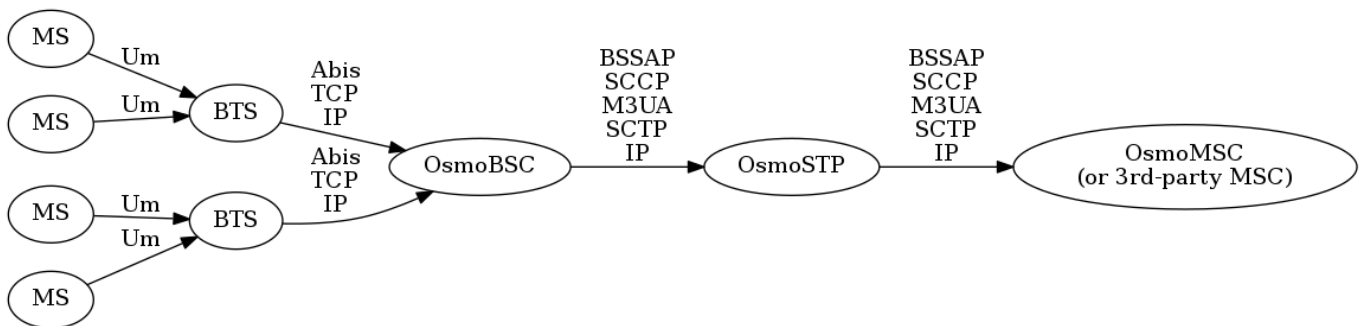 MS
Um
MS
Um
BTS
Abis
TCP
IP
MS
Um
MS
Um
BTS
Abis
TCP
IP
OsmoBSC
BSSAP
SCCP
M3UA
SCTP
IP
OsmoSTP
BSSAP
SCCP
M3UA
SCTP
IP
OsmoMSC
(or 3rd-party MSC)